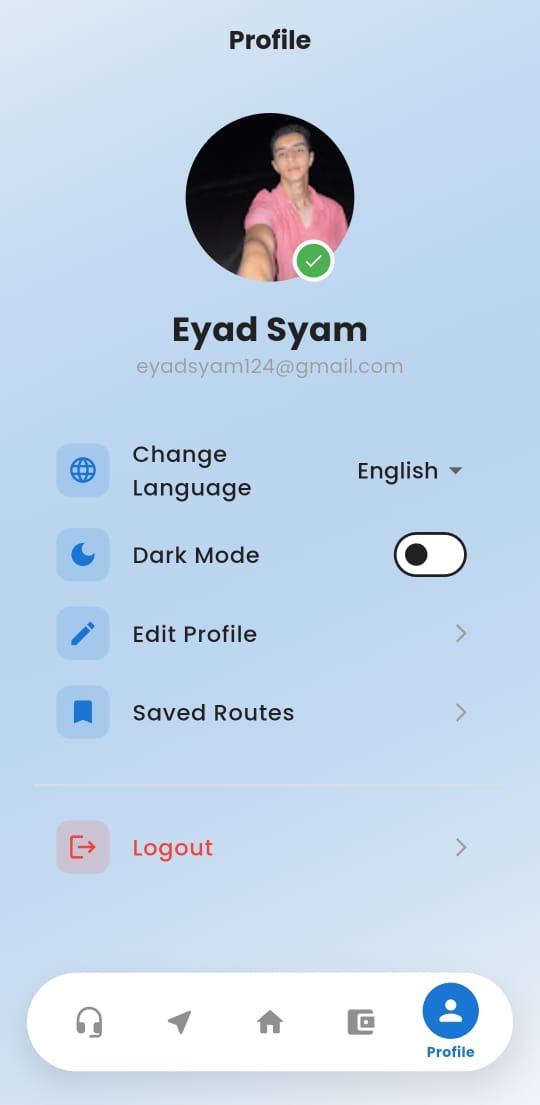 Profile
Eyad Syam
eyadsyam124@gmail.com
Change
Language
English
Dark Mode
Edit Profile
Saved Routes
Logout
Profile